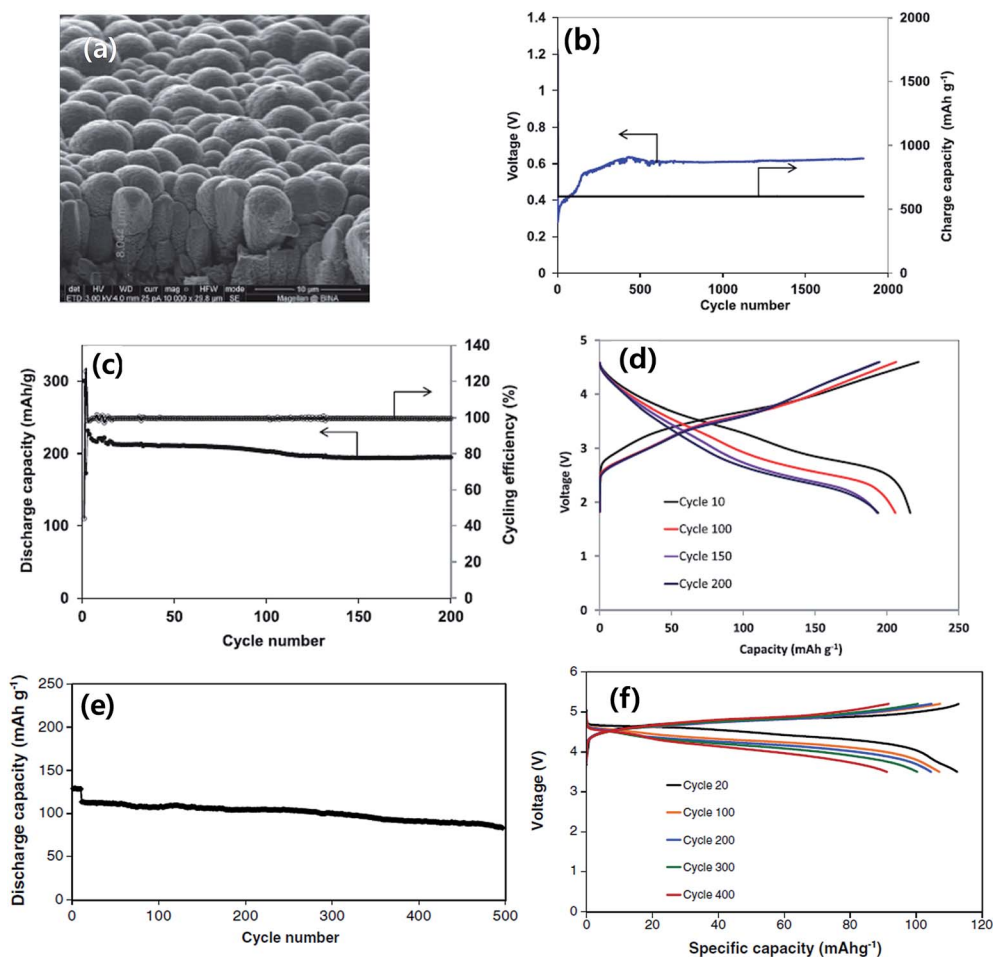 (a)
8.042 µm
det HV WD curr mag HFW mode 10 µm
ETD 3.00 kV 4.0 mm 25 pA 10 000 x 29.8 µm SE Magellan @ BINA
(b)
Voltage (V)
1.4
1.2
1
0.8
0.6
0.4
0.2
0
2000
1500
1000
500
0
Charge capacity (mAh g-1)
0 500 1000 1500 2000
Cycle number
(c)
Discharge capacity (mAh/g)
300
200
100
0
140
120
100
80
60
40
20
0
Cycling efficiency (%)
0 50 100 150 200
Cycle number
(d)
Voltage (V)
5
4
3
2
1
0
Cycle 10
Cycle 100
Cycle 150
Cycle 200
0 50 100 150 200 250
Capacity (mAh g-1)
(e)
Discharge capacity (mAh g-1)
250
200
150
100
50
0
0 100 200 300 400 500
Cycle number
(f)
Voltage (V)
6
5
4
3
2
1
0
Cycle 20
Cycle 100
Cycle 200
Cycle 300
Cycle 400
0 20 40 60 80 100 120
Specific capacity (mAhg-1)